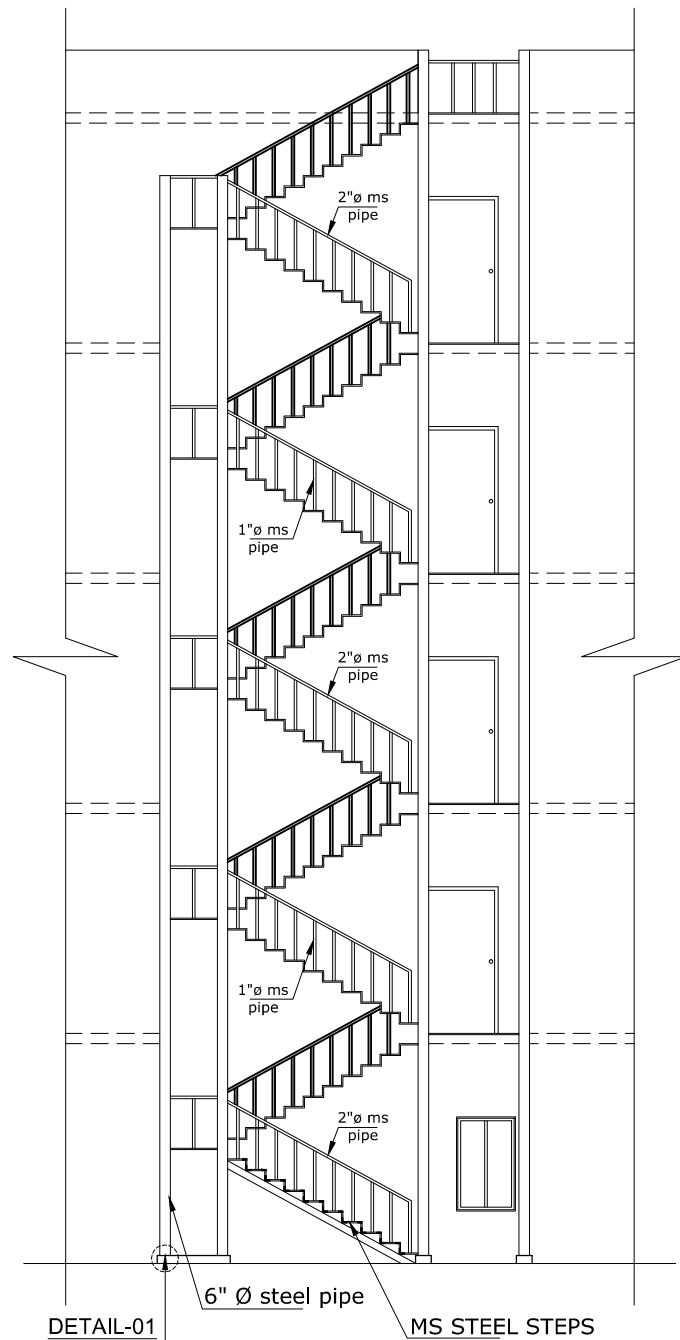 2"ø ms
pipe
1"ø ms
pipe
2"ø ms
pipe
1"ø ms
pipe
2"ø ms
pipe
6" Ø steel pipe
DETAIL-01
MS STEEL STEPS